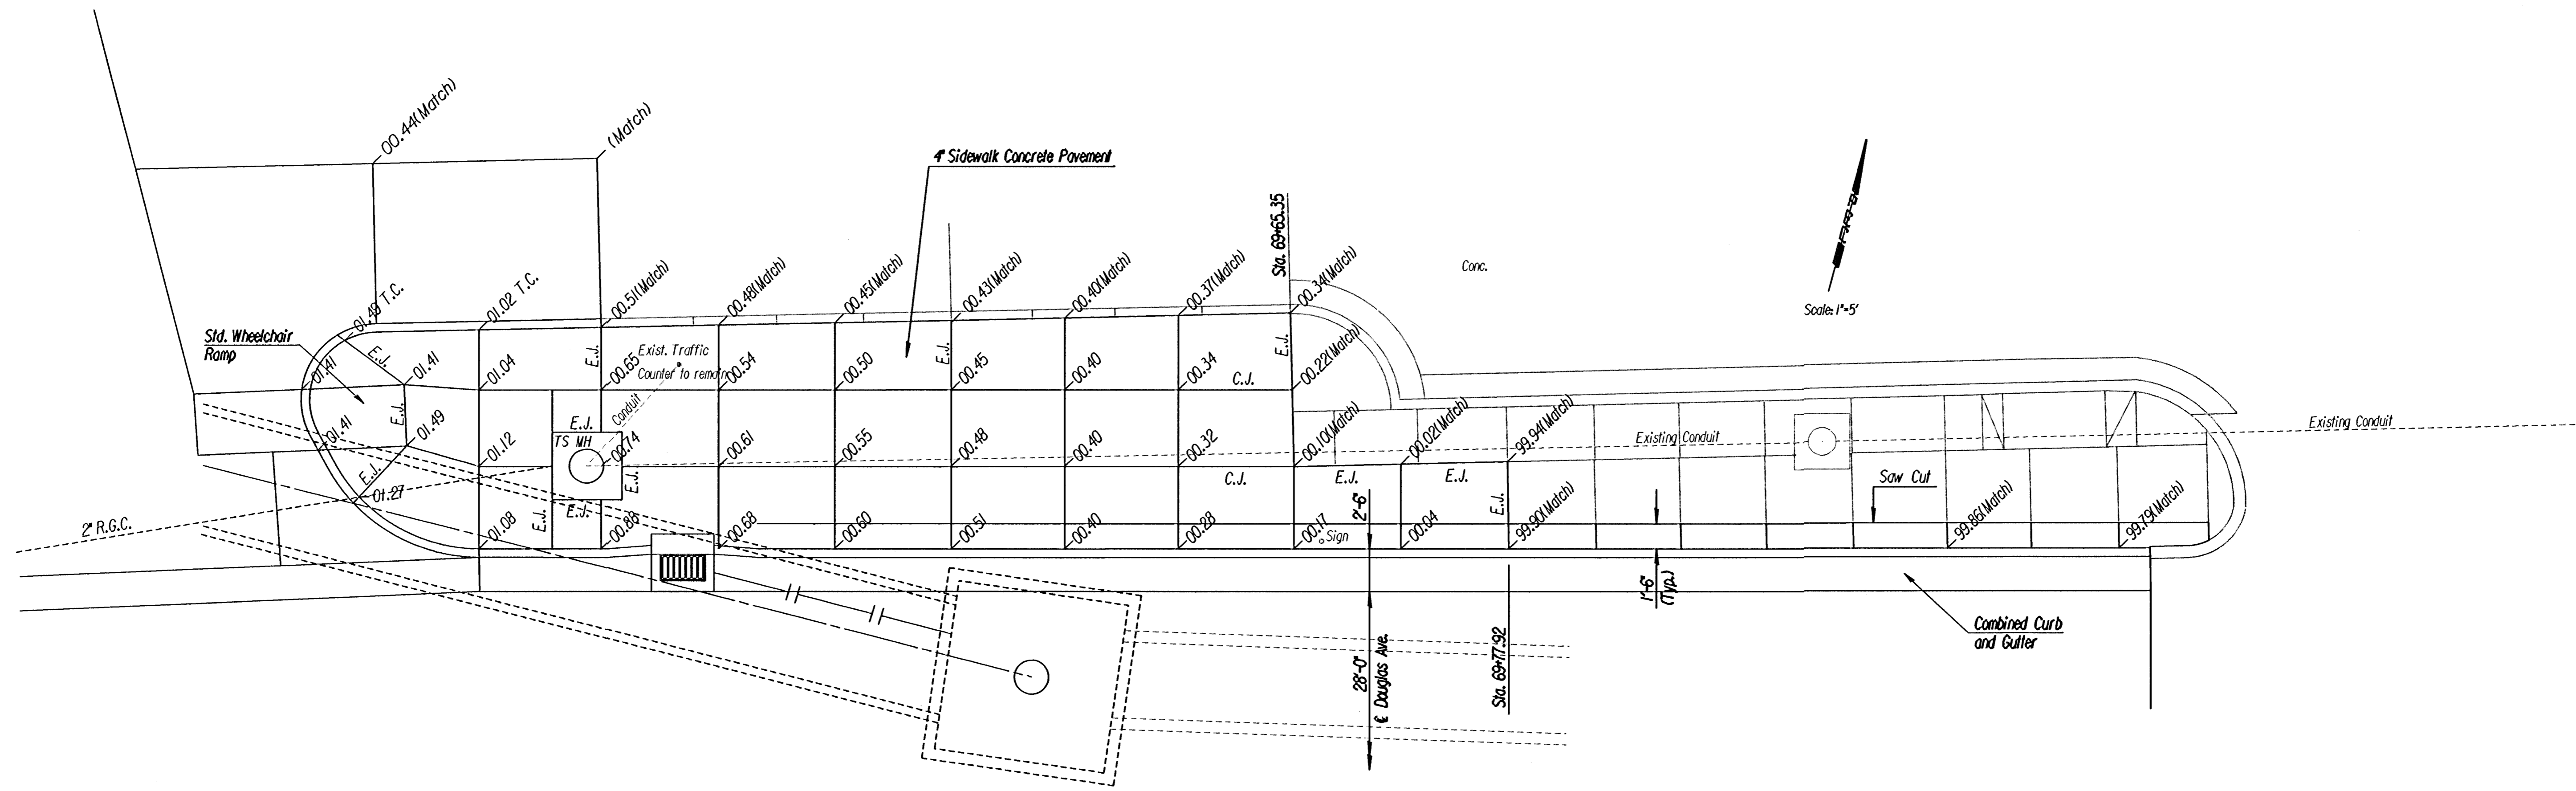 00.44(Match)
(Match)
4" Sidewalk Concrete Pavement
Sta. 69+65.35
Conc.
Scale: 1"=5'
01.49 T.C.
01.02 T.C.
00.51(Match)
00.48(Match)
00.45(Match)
00.43(Match)
00.40(Match)
00.37(Match)
00.34(Match)
Std. Wheelchair
Ramp
E.J.
E.J.
Exist. Traffic
Counter to remain
E.J.
E.J.
01.41
01.41
01.04
00.65
00.54
00.50
00.45
00.40
00.34
C.J.
00.22(Match)
E.J.
Conduit
E.J.
TS MH
01.41
01.49
01.12
00.74
00.61
00.55
00.48
00.40
00.32
00.10(Match)
00.02(Match)
99.94(Match)
Existing Conduit
Existing Conduit
E.J.
E.J.
C.J.
E.J.
E.J.
Saw Cut
01.27
2" R.G.C.
E.J.
E.J.
E.J.
2'-6"
01.08
00.88
00.68
00.60
00.51
00.40
00.28
00.17
Sign
00.04
99.90(Match)
99.86(Match)
99.79(Match)
1'-6"
(Typ.)
Combined Curb
and Gutter
28'-0"
℄ Douglas Ave.
Sta. 69+77.92